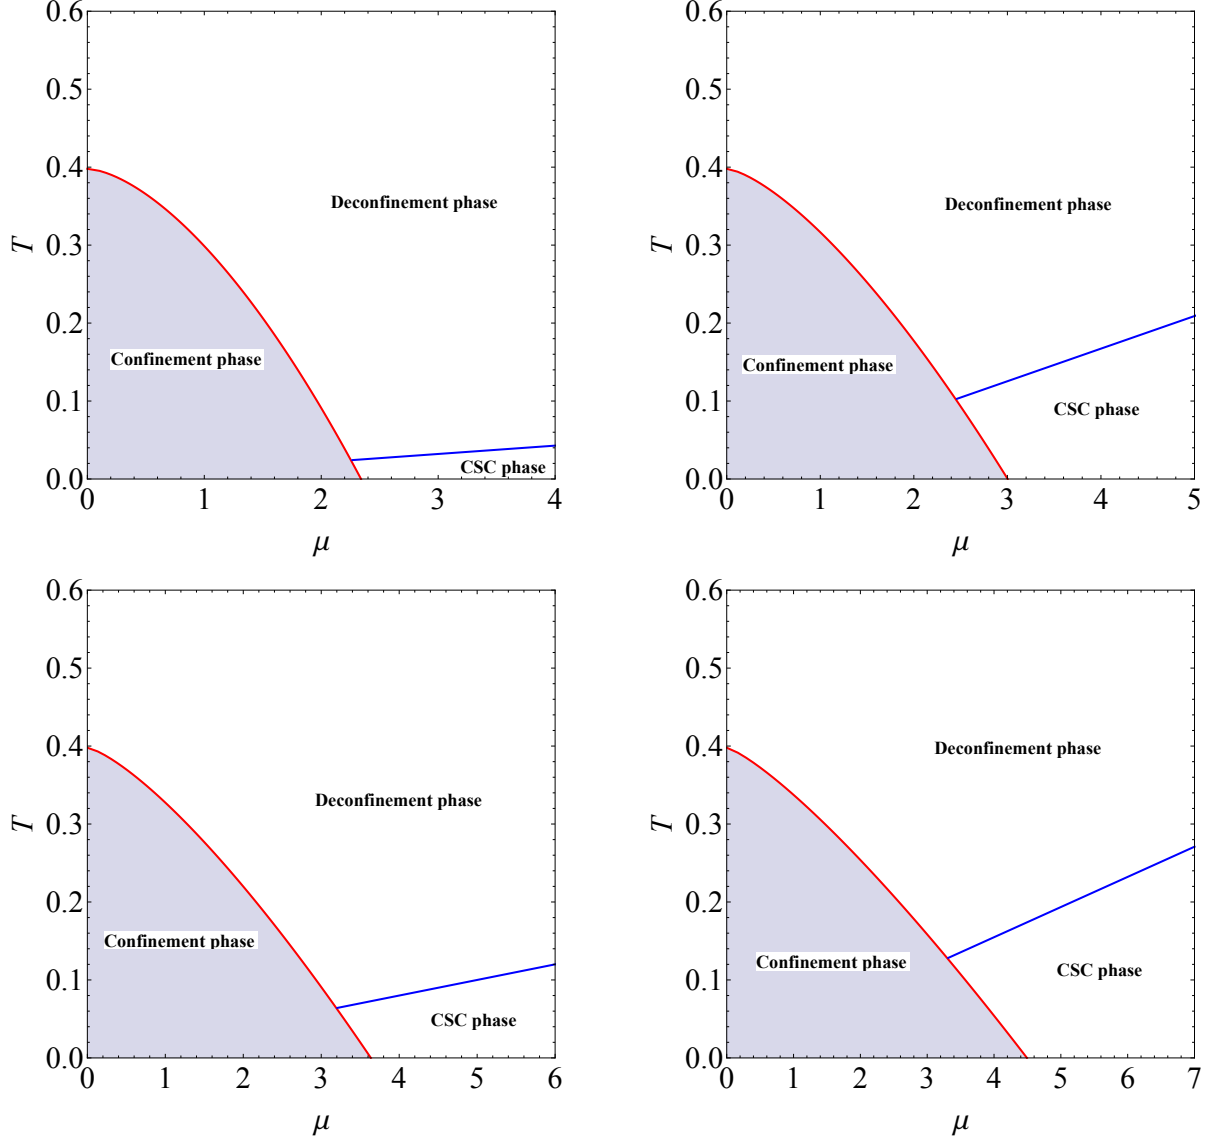 0.6
0.5
0.4
0.3
0.2
0.1
0.0
T
Deconfinement phase
Confinement phase
CSC phase
0 1 2 3 4
μ
0.6
0.5
0.4
0.3
0.2
0.1
0.0
T
Deconfinement phase
Confinement phase
CSC phase
0 1 2 3 4 5
μ
0.6
0.5
0.4
0.3
0.2
0.1
0.0
T
Deconfinement phase
Confinement phase
CSC phase
0 1 2 3 4 5 6
μ
0.6
0.5
0.4
0.3
0.2
0.1
0.0
T
Deconfinement phase
Confinement phase
CSC phase
0 1 2 3 4 5 6 7
μ